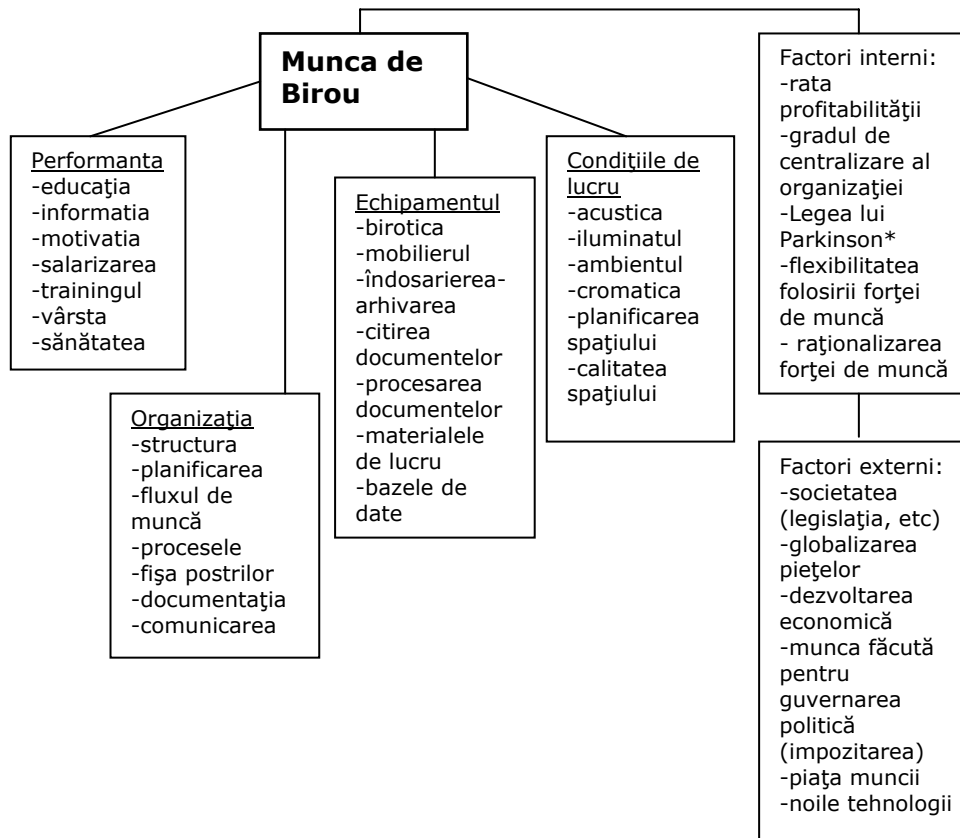 Munca de
Birou
Performanta
-educaţia
-informatia
-motivatia
-salarizarea
-trainingul
-vârsta
-sănătatea
Organizaţia
-structura
-planificarea
-fluxul de
muncă
-procesele
-fişa postrilor
-documentaţia
-comunicarea
Echipamentul
-birotica
-mobilierul
-îndosarierea-
arhivarea
-citirea
documentelor
-procesarea
documentelor
-materialele
de lucru
-bazele de
date
Condiţiile de
lucru
-acustica
-iluminatul
-ambientul
-cromatica
-planificarea
spaţiului
-calitatea
spaţiului
Factori interni:
-rata
profitabilităţii
-gradul de
centralizare al
organizaţiei
-Legea lui
Parkinson*
-flexibilitatea
folosirii forţei
de muncă
- raţionalizarea
forţei de muncă
Factori externi:
-societatea
(legislaţia, etc)
-globalizarea
pieţelor
-dezvoltarea
economică
-munca făcută
pentru
guvernarea
politică
(impozitarea)
-piaţa muncii
-noile tehnologii